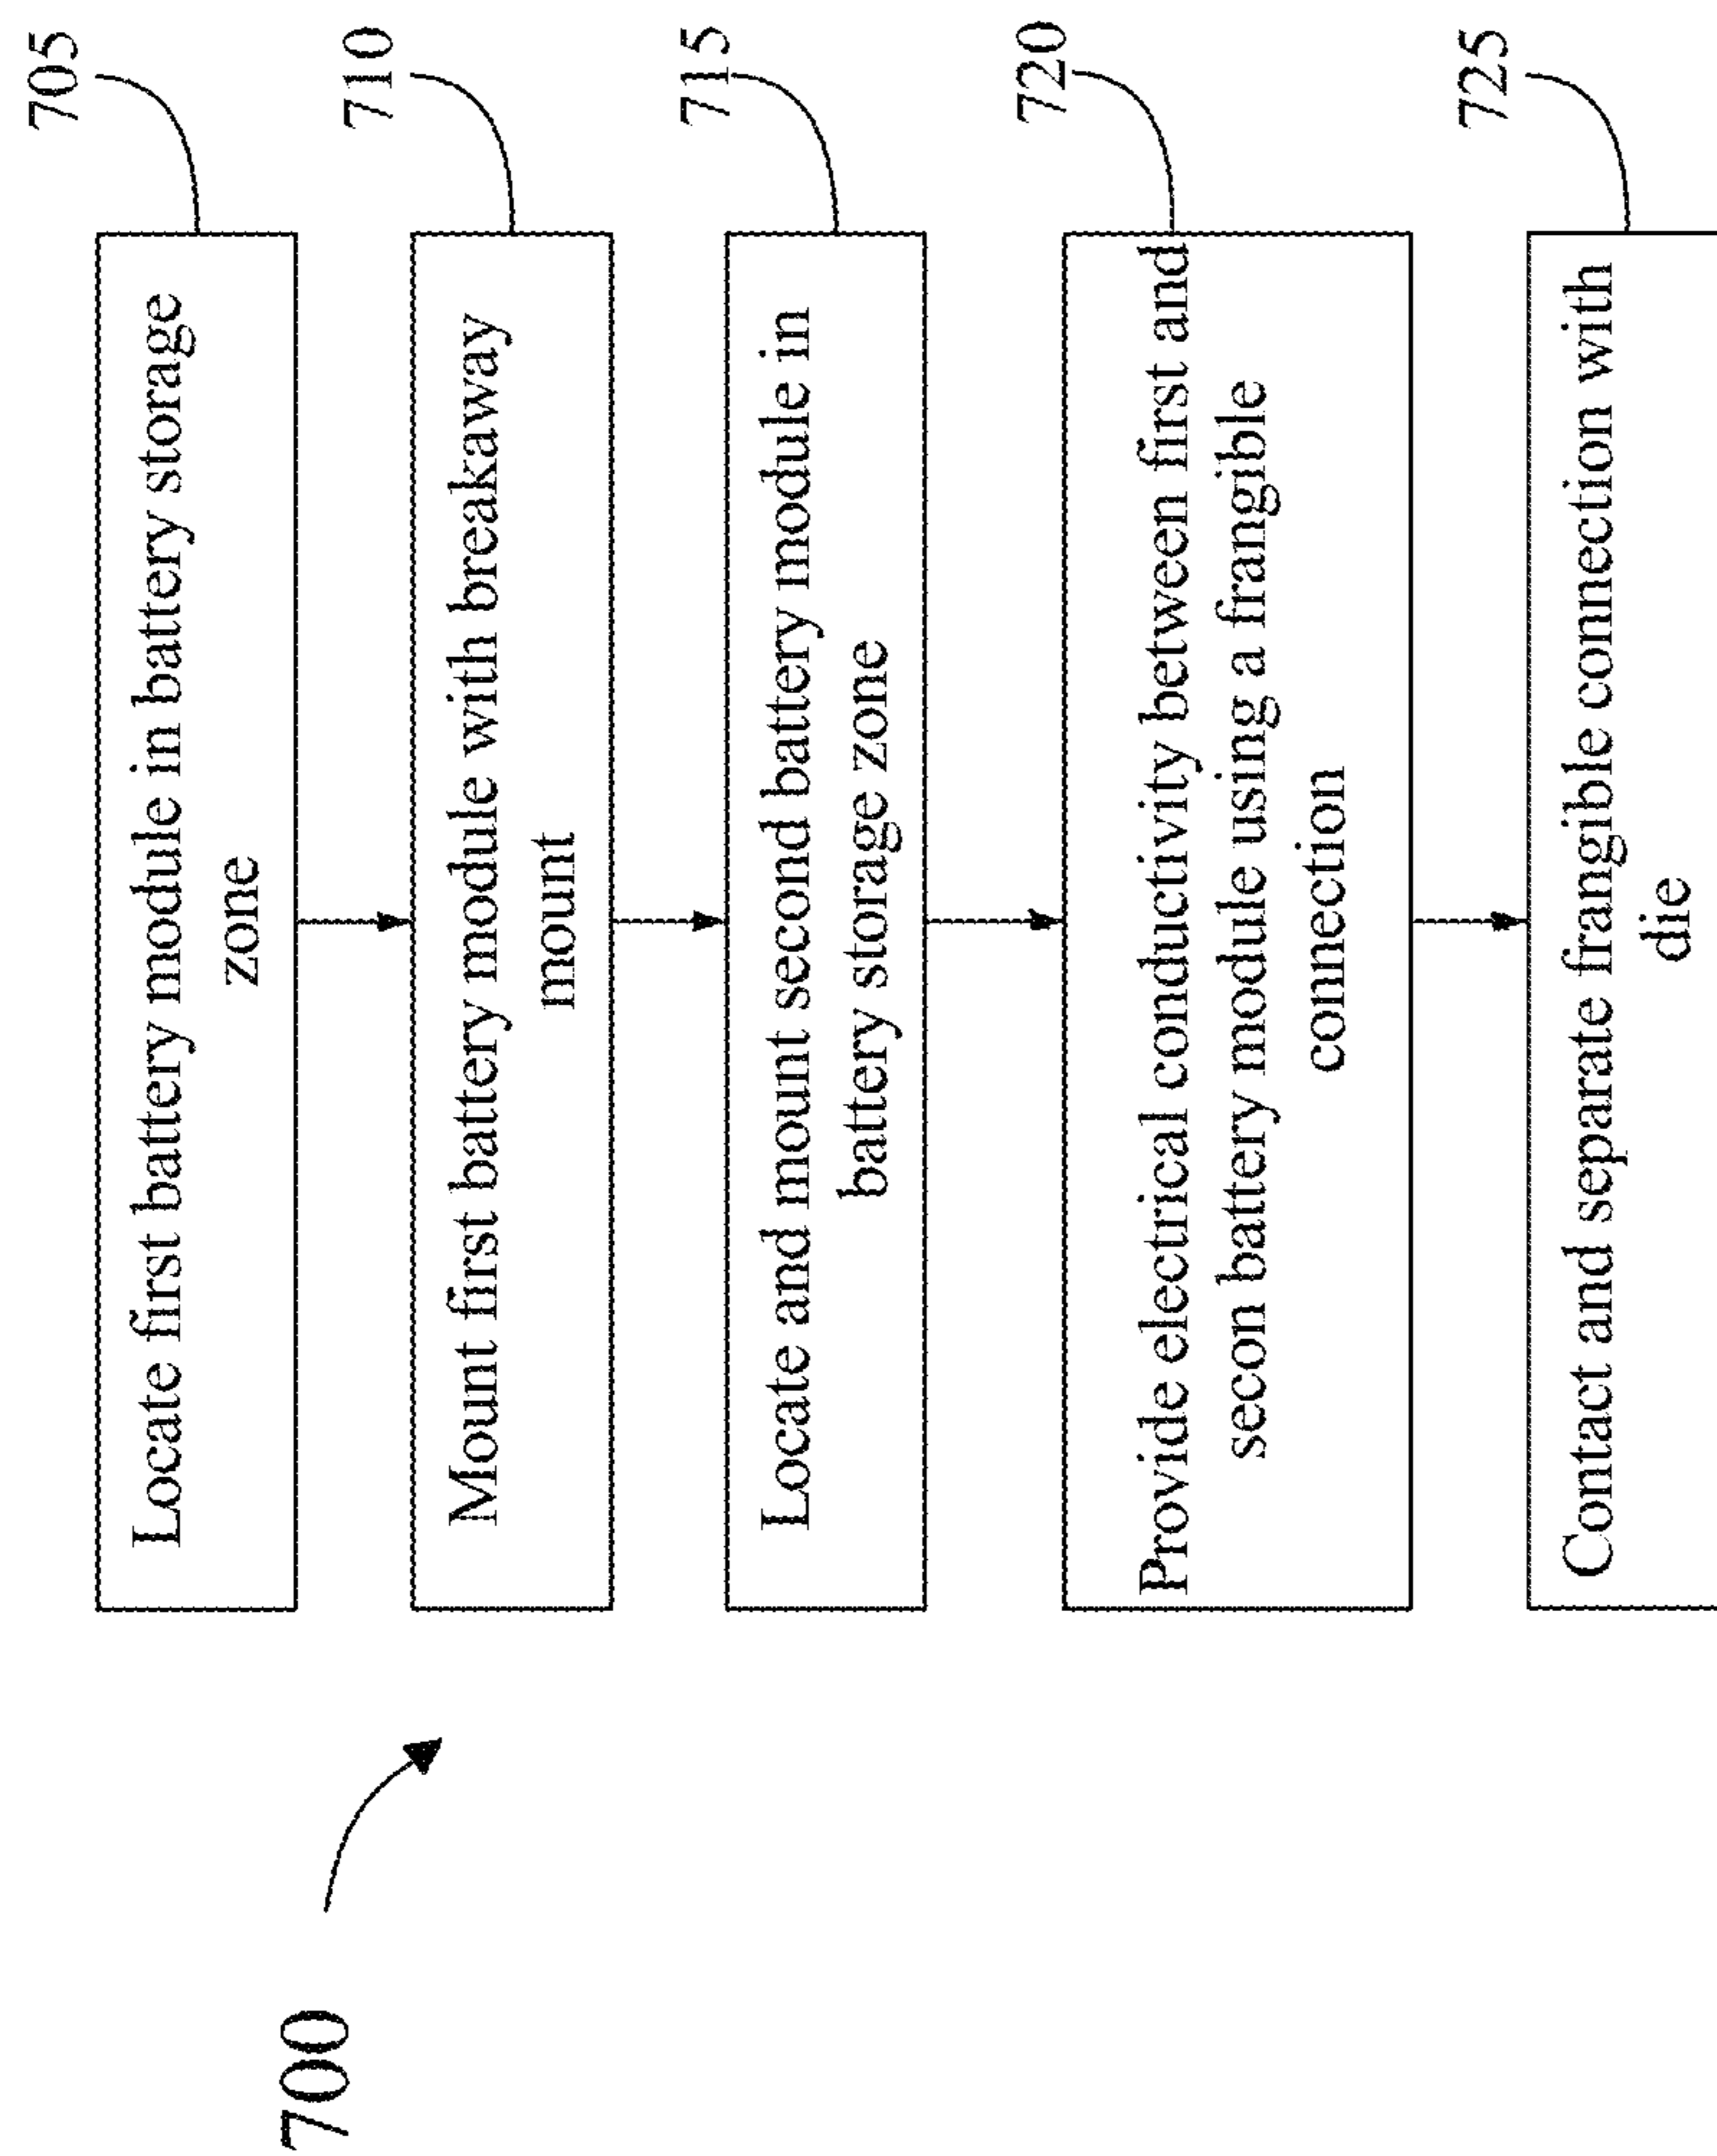 700
Locate first battery module in battery storage
zone
705
Mount first battery module with breakaway
mount
710
Locate and mount second battery module in
battery storage zone
715
Provide electrical conductivity between first and
secon battery module using a frangible
connection
720
Contact and separate frangible connection with
die
725